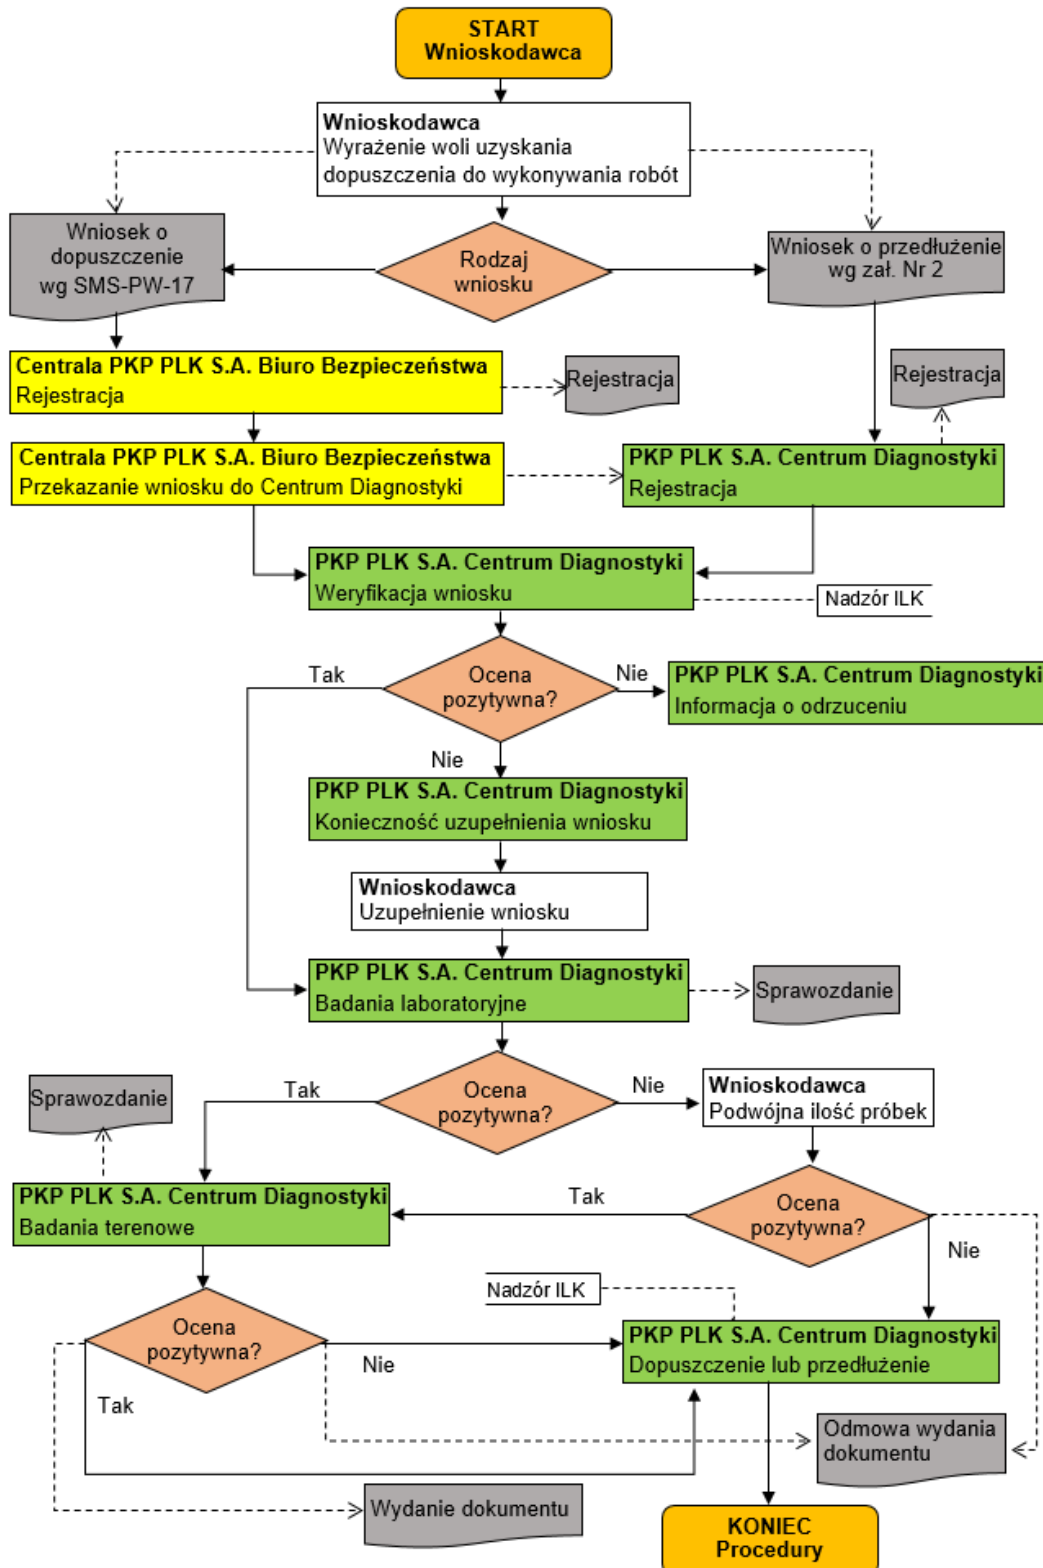 START
Wnioskodawca
Wnioskodawca
Wyrażenie woli uzyskania
dopuszczenia do wykonywania robót
Wniosek o
dopuszczenie
wg SMS-PW-17
Rodzaj
wniosku
Wniosek o przedłużenie
wg zał. Nr 2
Centrala PKP PLK S.A. Biuro Bezpieczeństwa
Rejestracja
Rejestracja
Rejestracja
Centrala PKP PLK S.A. Biuro Bezpieczeństwa
Przekazanie wniosku do Centrum Diagnostyki
PKP PLK S.A. Centrum Diagnostyki
Rejestracja
PKP PLK S.A. Centrum Diagnostyki
Weryfikacja wniosku
Nadzór ILK
Tak
Ocena
pozytywna?
Nie
PKP PLK S.A. Centrum Diagnostyki
Informacja o odrzuceniu
Nie
PKP PLK S.A. Centrum Diagnostyki
Konieczność uzupełnienia wniosku
Wnioskodawca
Uzupełnienie wniosku
PKP PLK S.A. Centrum Diagnostyki
Badania laboratoryjne
Sprawozdanie
Sprawozdanie
Tak
Ocena
pozytywna?
Nie
Wnioskodawca
Podwójna ilość próbek
PKP PLK S.A. Centrum Diagnostyki
Badania terenowe
Tak
Ocena
pozytywna?
Nie
Nadzór ILK
Ocena
pozytywna?
Nie
Tak
PKP PLK S.A. Centrum Diagnostyki
Dopuszczenie lub przedłużenie
Odmowa wydania
dokumentu
Wydanie dokumentu
KONIEC
Procedury